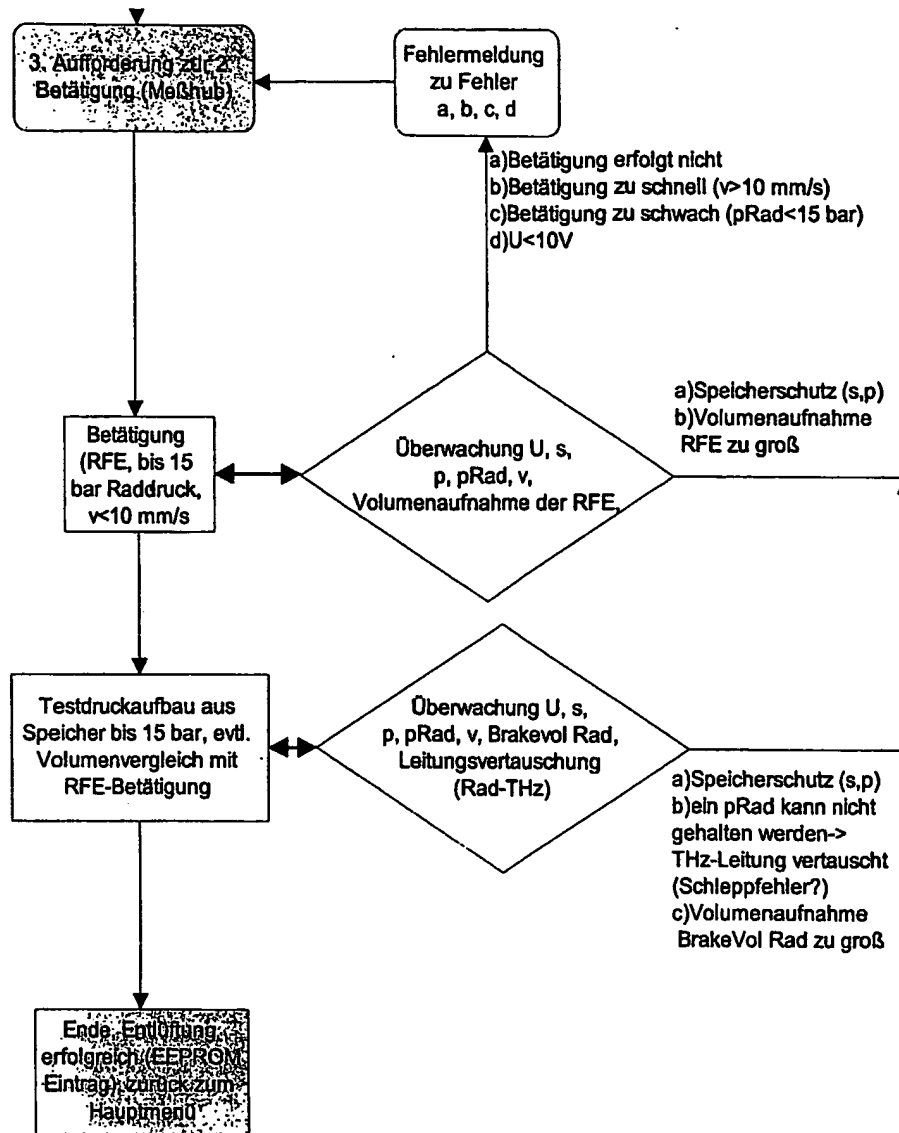 3. Aufforderung zur 2.
Betätigung (Meßhub)
Fehlermeldung
zu Fehler
a, b, c, d
a)Betätigung erfolgt nicht
b)Betätigung zu schnell (v>10 mm/s)
c)Betätigung zu schwach (pRad<15 bar)
d)U<10V
Betätigung
(RFE, bis 15
bar Raddruck,
v<10 mm/s
Überwachung U, s,
p, pRad, v,
Volumenaufnahme der RFE,
a)Speicherschutz (s,p)
b)Volumenaufnahme
RFE zu groß
Testdruckaufbau aus
Speicher bis 15 bar, evtl.
Volumenvergleich mit
RFE-Betätigung
Überwachung U, s,
p, pRad, v, Brakevol Rad,
Leitungsvertauschung
(Rad-THz)
a)Speicherschutz (s,p)
b)ein pRad kann nicht
gehalten werden->
THz-Leitung vertauscht
(Schleppfehler?)
c)Volumenaufnahme
BrakeVol Rad zu groß
Ende Entlüftung
erfolgreich (EEPROM
Eintrag) zurück zum
Hauptmenü